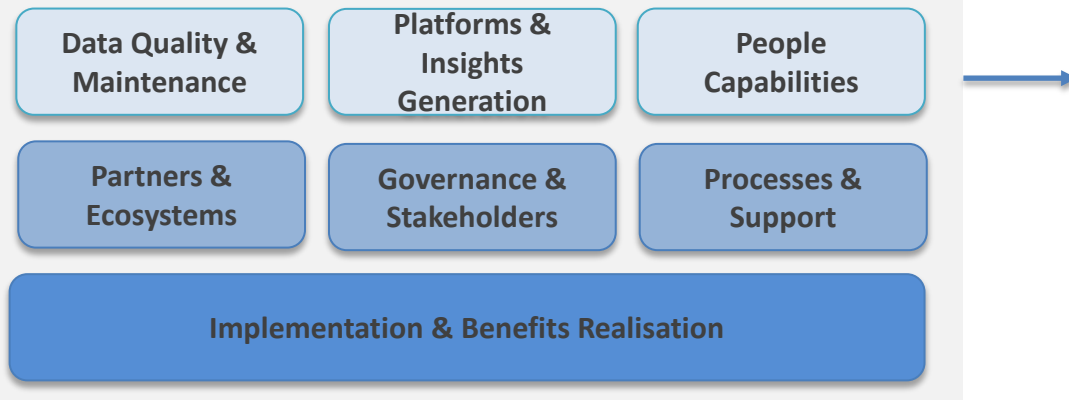 Data Quality &
Maintenance
Platforms &
Insights
Generation
People
Capabilities
Partners &
Ecosystems
Governance &
Stakeholders
Processes &
Support
Implementation & Benefits Realisation